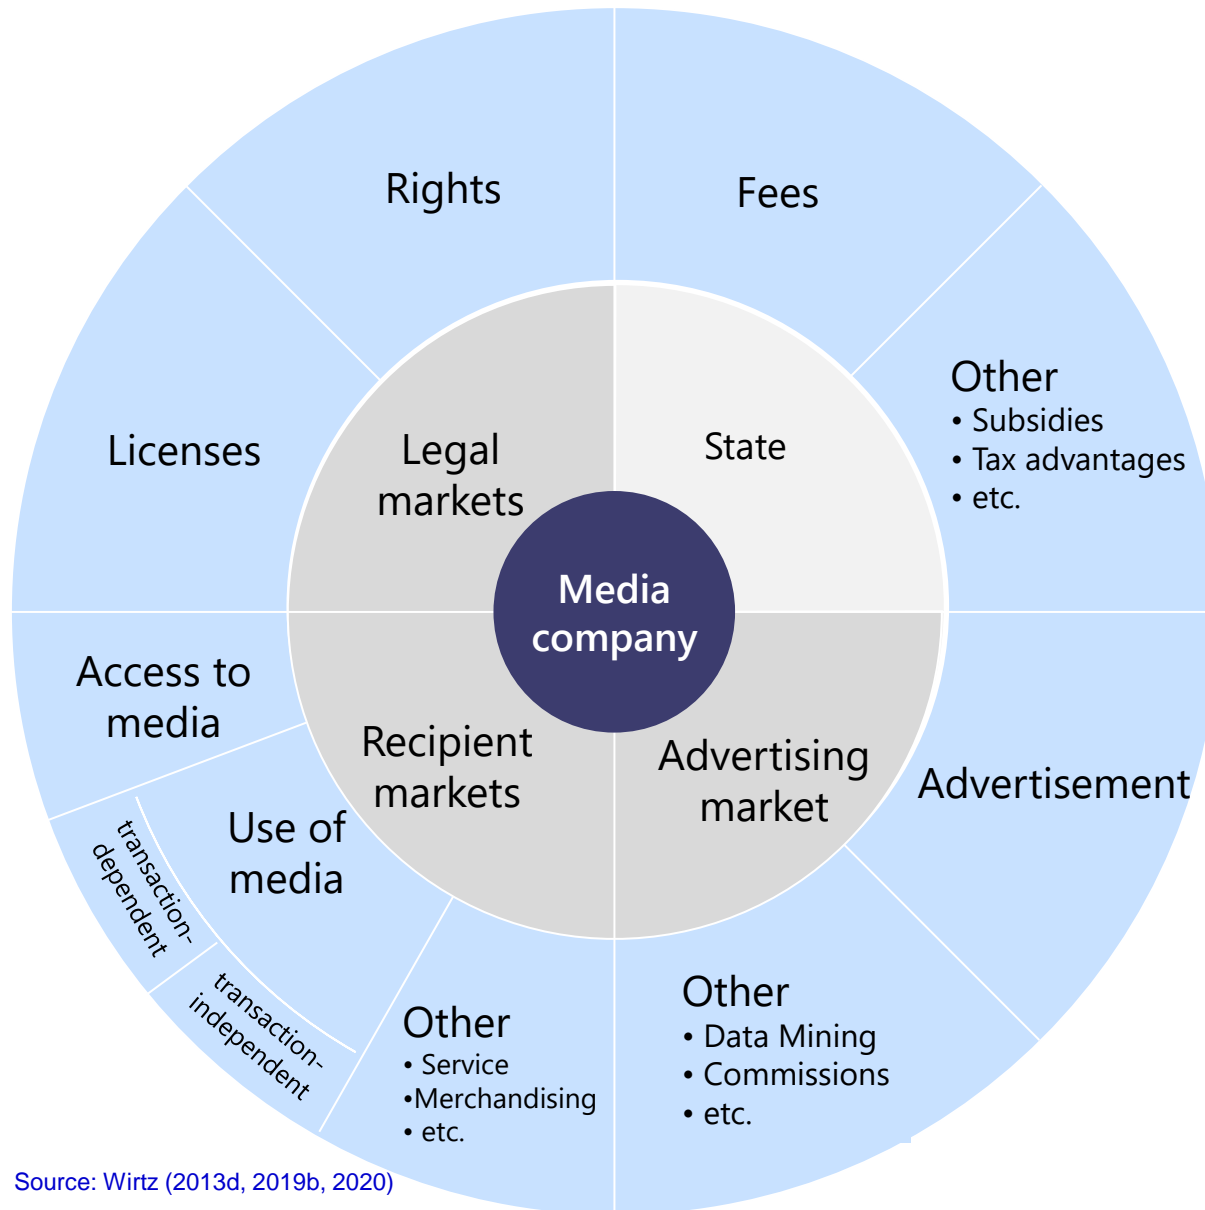 Rights
Fees
Other
• Subsidies
• Tax advantages
• etc.
Licenses
Legal
markets
State
Media
company
Access to
media
Recipient
markets
Advertising
market
Advertisement
Use of
media
transaction-
dependent
transaction-
independent
Other
• Service
•Merchandising
• etc.
Other
• Data Mining
• Commissions
• etc.
Source: Wirtz (2013d, 2019b, 2020)